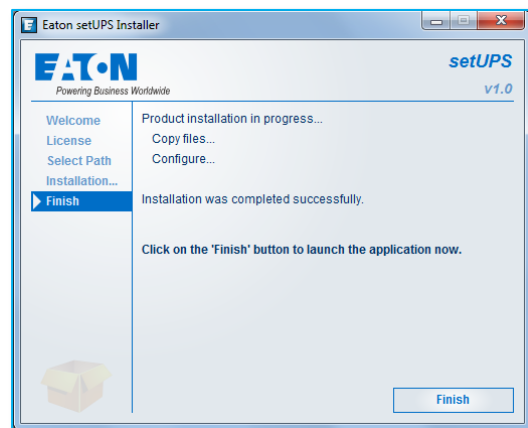 Eaton setUPS Installer
EATON
Powering Business Worldwide
setUPS
v1.0
Welcome
License
Select Path
Installation...
Finish
Product installation in progress...
Copy files...
Configure...
Installation was completed successfully.
Click on the 'Finish' button to launch the application now.
Finish